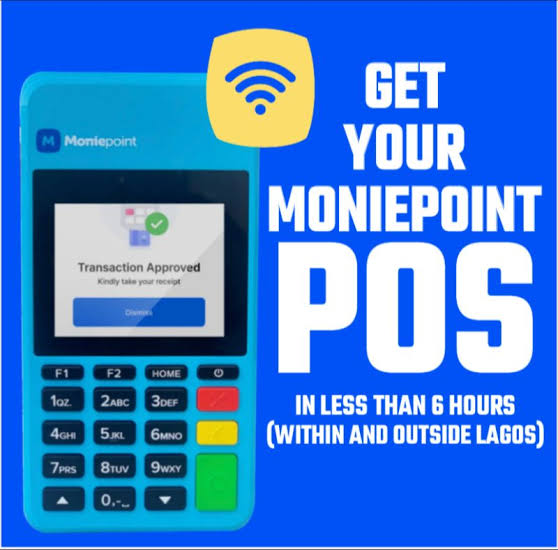 GET
YOUR
MONIEPOINT
POS
IN LESS THAN 6 HOURS
(WITHIN AND OUTSIDE LAGOS)
M Moniepoint
Transaction Approved
Kindly take your receipt
Dismiss
F1 F2 HOME
1QZ. 2ABC 3DEF
4GHI 5JKL 6MNO
7PRS 8TUV 9WXY
0,-_